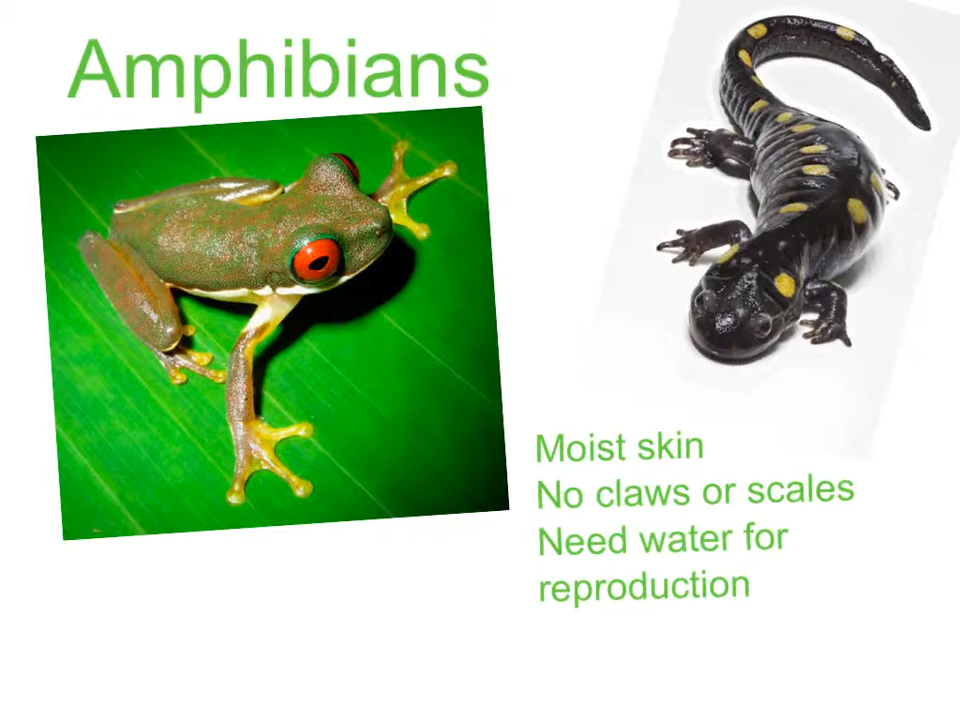 Amphibians
Moist skin
No claws or scales
Need water for
reproduction